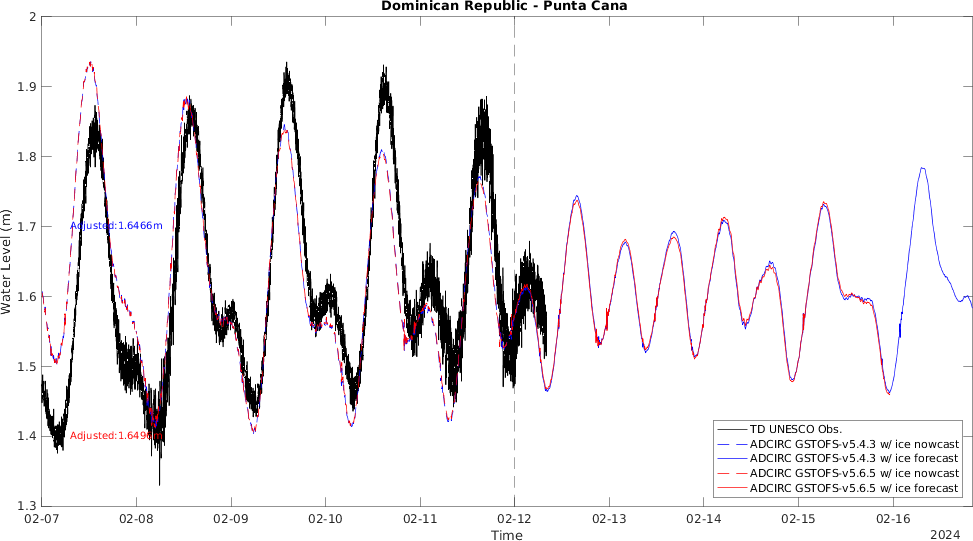 Dominican Republic - Punta Cana
2
1.9
1.8
1.7
1.6
1.5
1.4
1.3
Water Level (m)
Adjusted:1.6466m
TD UNESCO Obs.
ADCIRC GSTOFS-v5.4.3 w/ ice nowcast
ADCIRC GSTOFS-v5.4.3 w/ ice forecast
ADCIRC GSTOFS-v5.6.5 w/ ice nowcast
ADCIRC GSTOFS-v5.6.5 w/ ice forecast
02-07 02-08 02-09 02-10 02-11 02-12 02-13 02-14 02-15 02-16
Time
2024